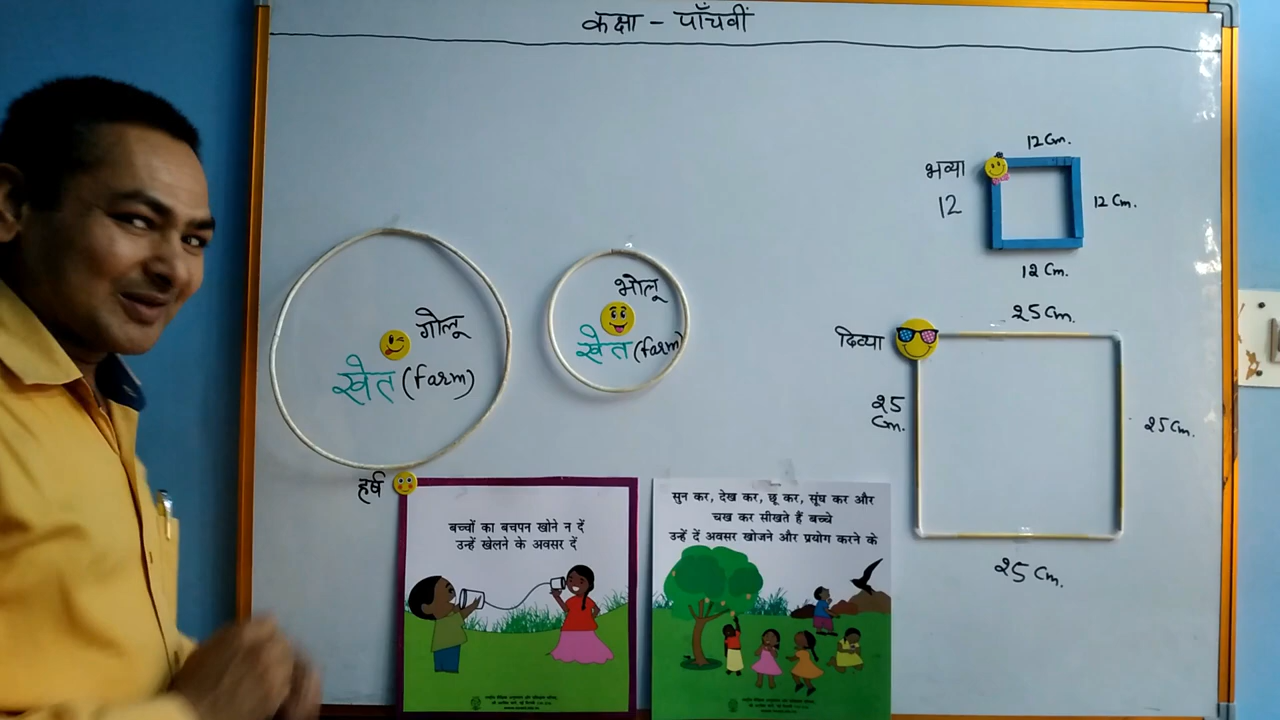 कक्षा - पाँचवीं
गोलू
खेत (farm)
भोलू
खेत (farm)
भव्या
12
12 Cm.
12 Cm.
12 Cm.
दिव्या
25 Cm.
25
Cm.
25 Cm.
25 Cm.
हर्ष
बच्चों का बचपन खोने न दें
उन्हें खेलने के अवसर दें
सुन कर, देख कर, छू कर, सूंघ कर और
चख कर सीखते हैं बच्चे
उन्हें दें अवसर खोजने और प्रयोग करने के